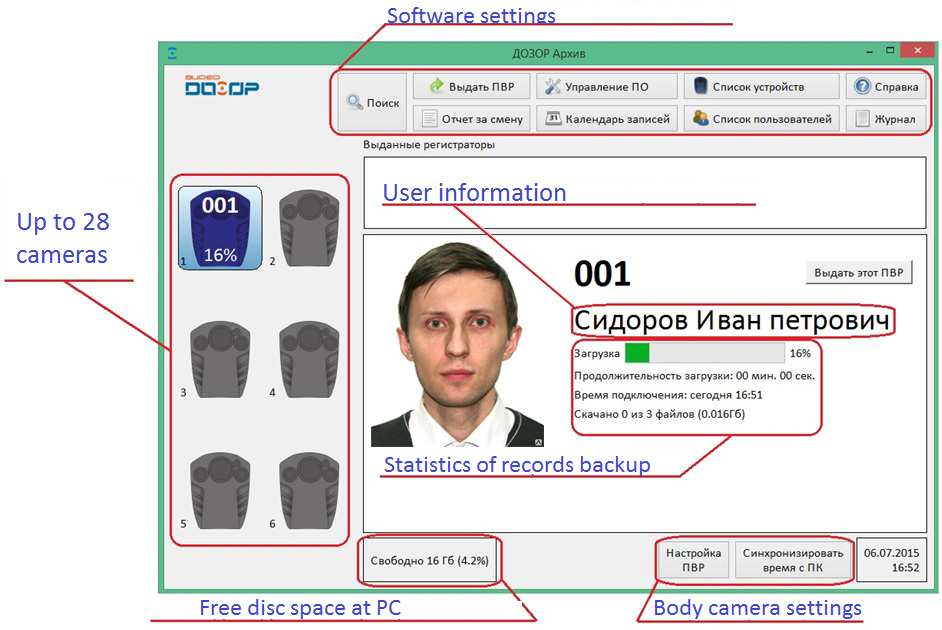 Software settings
ДОЗОР Архив
ВИДЕО
ДОЗОР
Поиск
Выдать ПВР
Управление ПО
Список устройств
Справка
Отчет за смену
31
Календарь записей
Список пользователей
Журнал
Выданные регистраторы
User information
Up to 28
cameras
001
16%
1
2
3
4
5
6
001
Выдать этот ПВР
Сидоров Иван петрович
Загрузка
16%
Продолжительность загрузки: 00 мин. 00 сек.
Время подключения: сегодня 16:51
Скачано 0 из 3 файлов (0.016Гб)
Statistics of records backup
Свободно 16 Гб (4.2%)
Настройка
ПВР
Синхронизировать
время с ПК
06.07.2015
16:52
Free disc space at PC
Body camera settings